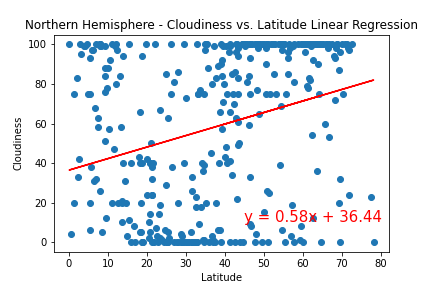 Northern Hemisphere - Cloudiness vs. Latitude Linear Regression
100
80
60
40
20
0
Cloudiness
y = 0.58x + 36.44
0 10 20 30 40 50 60 70 80
Latitude